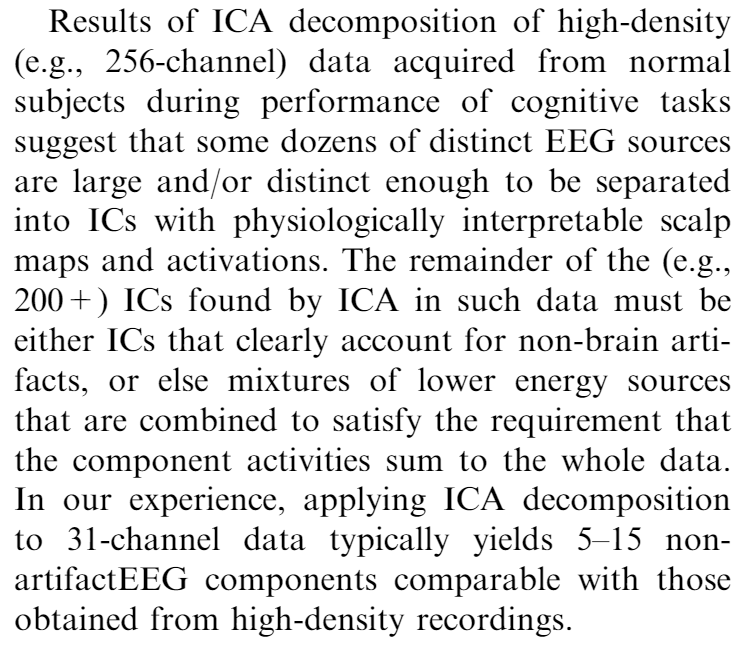 Results of ICA decomposition of high-density
(e.g., 256-channel) data acquired from normal
subjects during performance of cognitive tasks
suggest that some dozens of distinct EEG sources
are large and/or distinct enough to be separated
into ICs with physiologically interpretable scalp
maps and activations. The remainder of the (e.g.,
200+) ICs found by ICA in such data must be
either ICs that clearly account for non-brain arti-
facts, or else mixtures of lower energy sources
that are combined to satisfy the requirement that
the component activities sum to the whole data.
In our experience, applying ICA decomposition
to 31-channel data typically yields 5–15 non-
artifactEEG components comparable with those
obtained from high-density recordings.